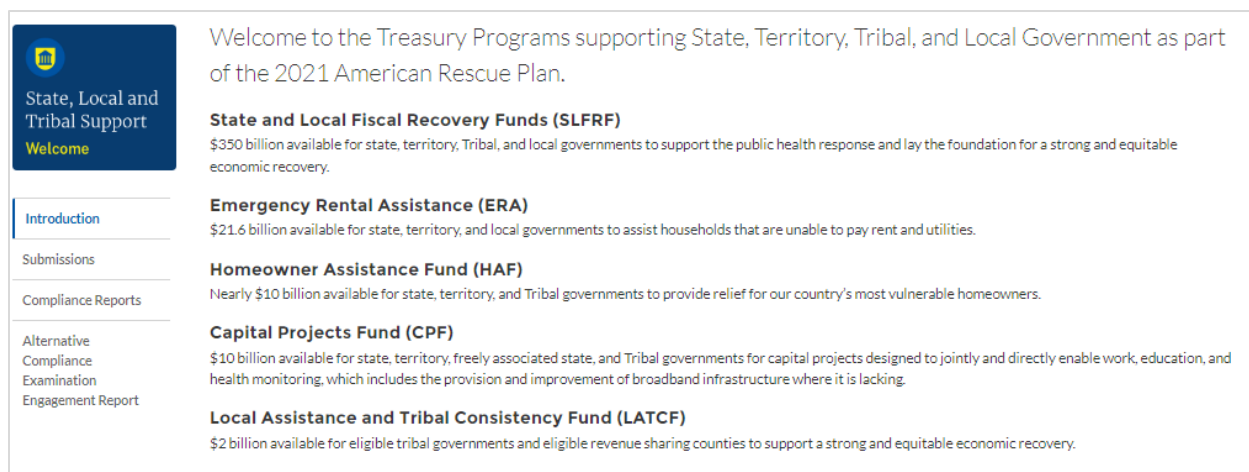 State, Local and
Tribal Support
Welcome
Introduction
Submissions
Compliance Reports
Alternative
Compliance
Examination
Engagement Report
Welcome to the Treasury Programs supporting State, Territory, Tribal, and Local Government as part
of the 2021 American Rescue Plan.
State and Local Fiscal Recovery Funds (SLFRF)
$350 billion available for state, territory, Tribal, and local governments to support the public health response and lay the foundation for a strong and equitable
economic recovery.
Emergency Rental Assistance (ERA)
$21.6 billion available for state, territory, and local governments to assist households that are unable to pay rent and utilities.
Homeowner Assistance Fund (HAF)
Nearly $10 billion available for state, territory, and Tribal governments to provide relief for our country's most vulnerable homeowners.
Capital Projects Fund (CPF)
$10 billion available for state, territory, freely associated state, and Tribal governments for capital projects designed to jointly and directly enable work, education, and
health monitoring, which includes the provision and improvement of broadband infrastructure where it is lacking.
Local Assistance and Tribal Consistency Fund (LATCF)
$2 billion available for eligible tribal governments and eligible revenue sharing counties to support a strong and equitable economic recovery.